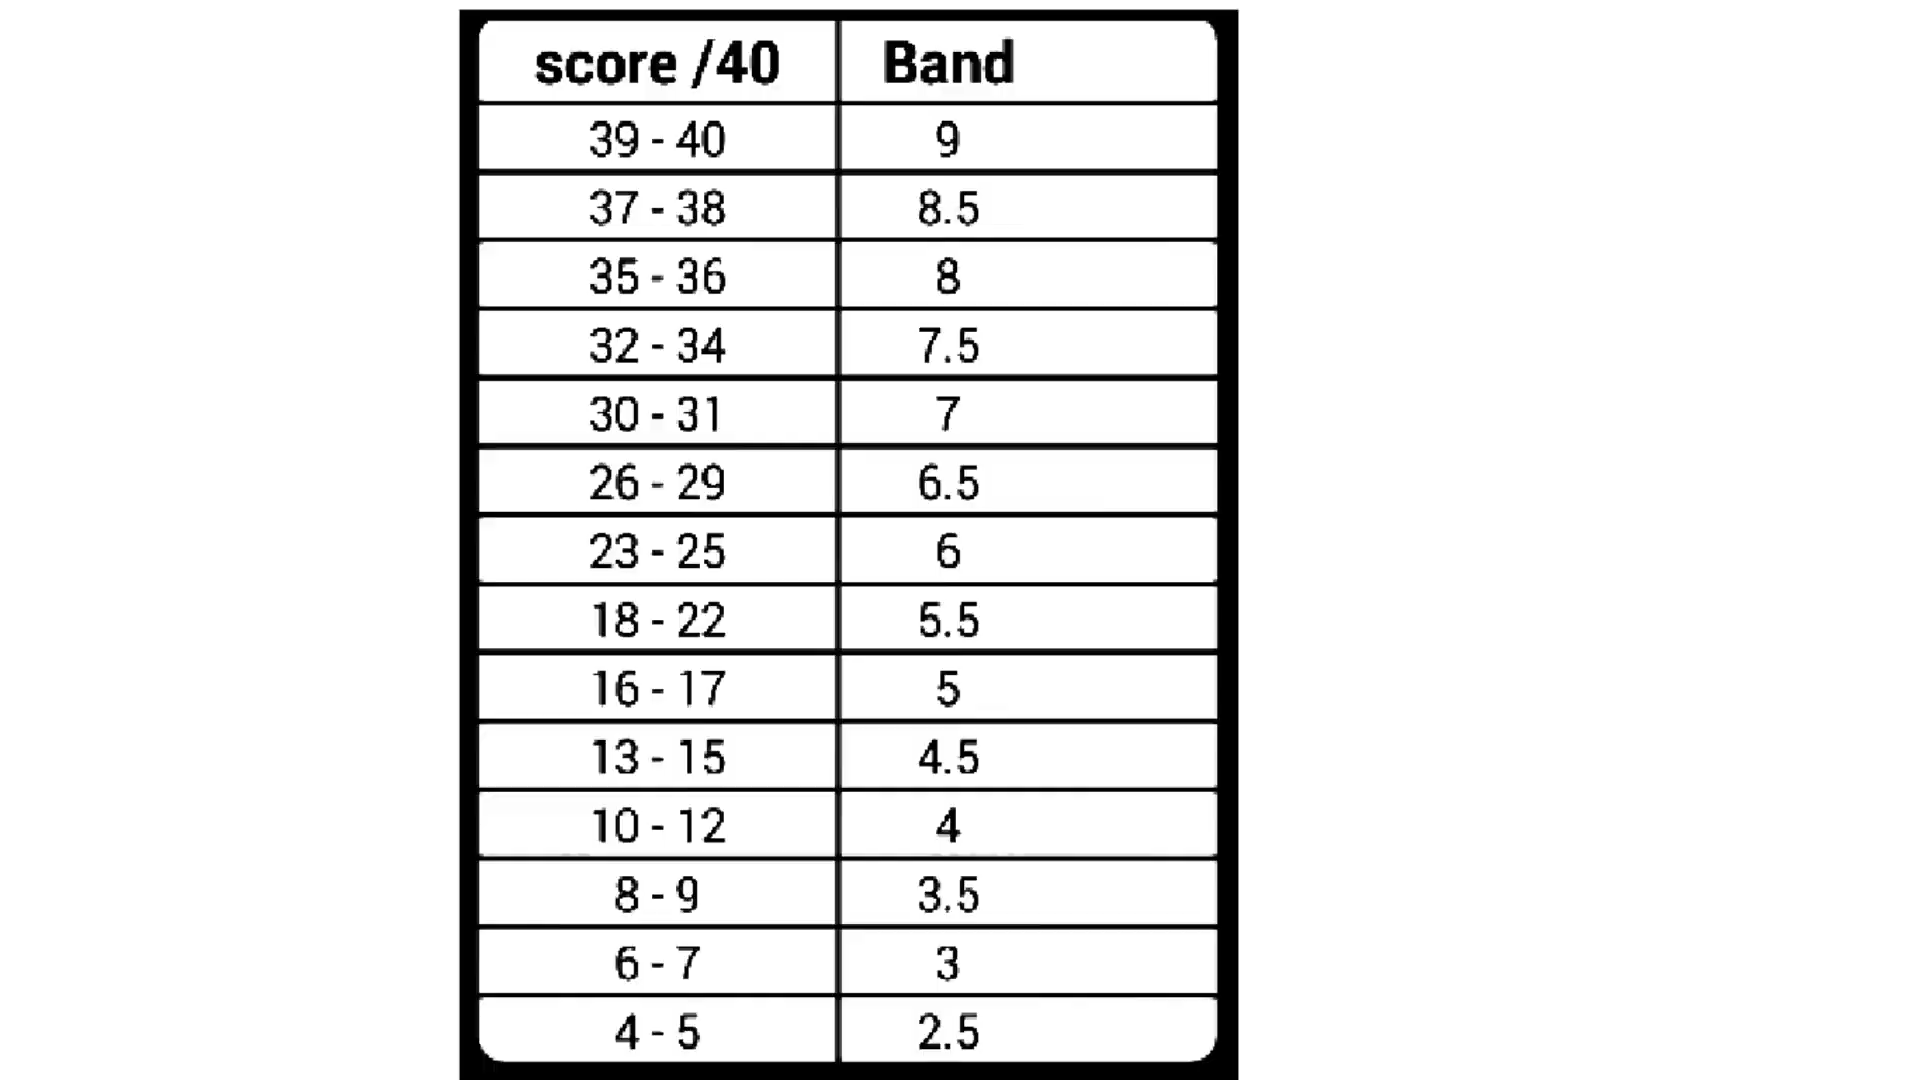 score /40 Band
39 - 40 9
37 - 38 8.5
35 - 36 8
32 - 34 7.5
30 - 31 7
26 - 29 6.5
23 - 25 6
18 - 22 5.5
16 - 17 5
13 - 15 4.5
10 - 12 4
8 - 9 3.5
6 - 7 3
4 - 5 2.5